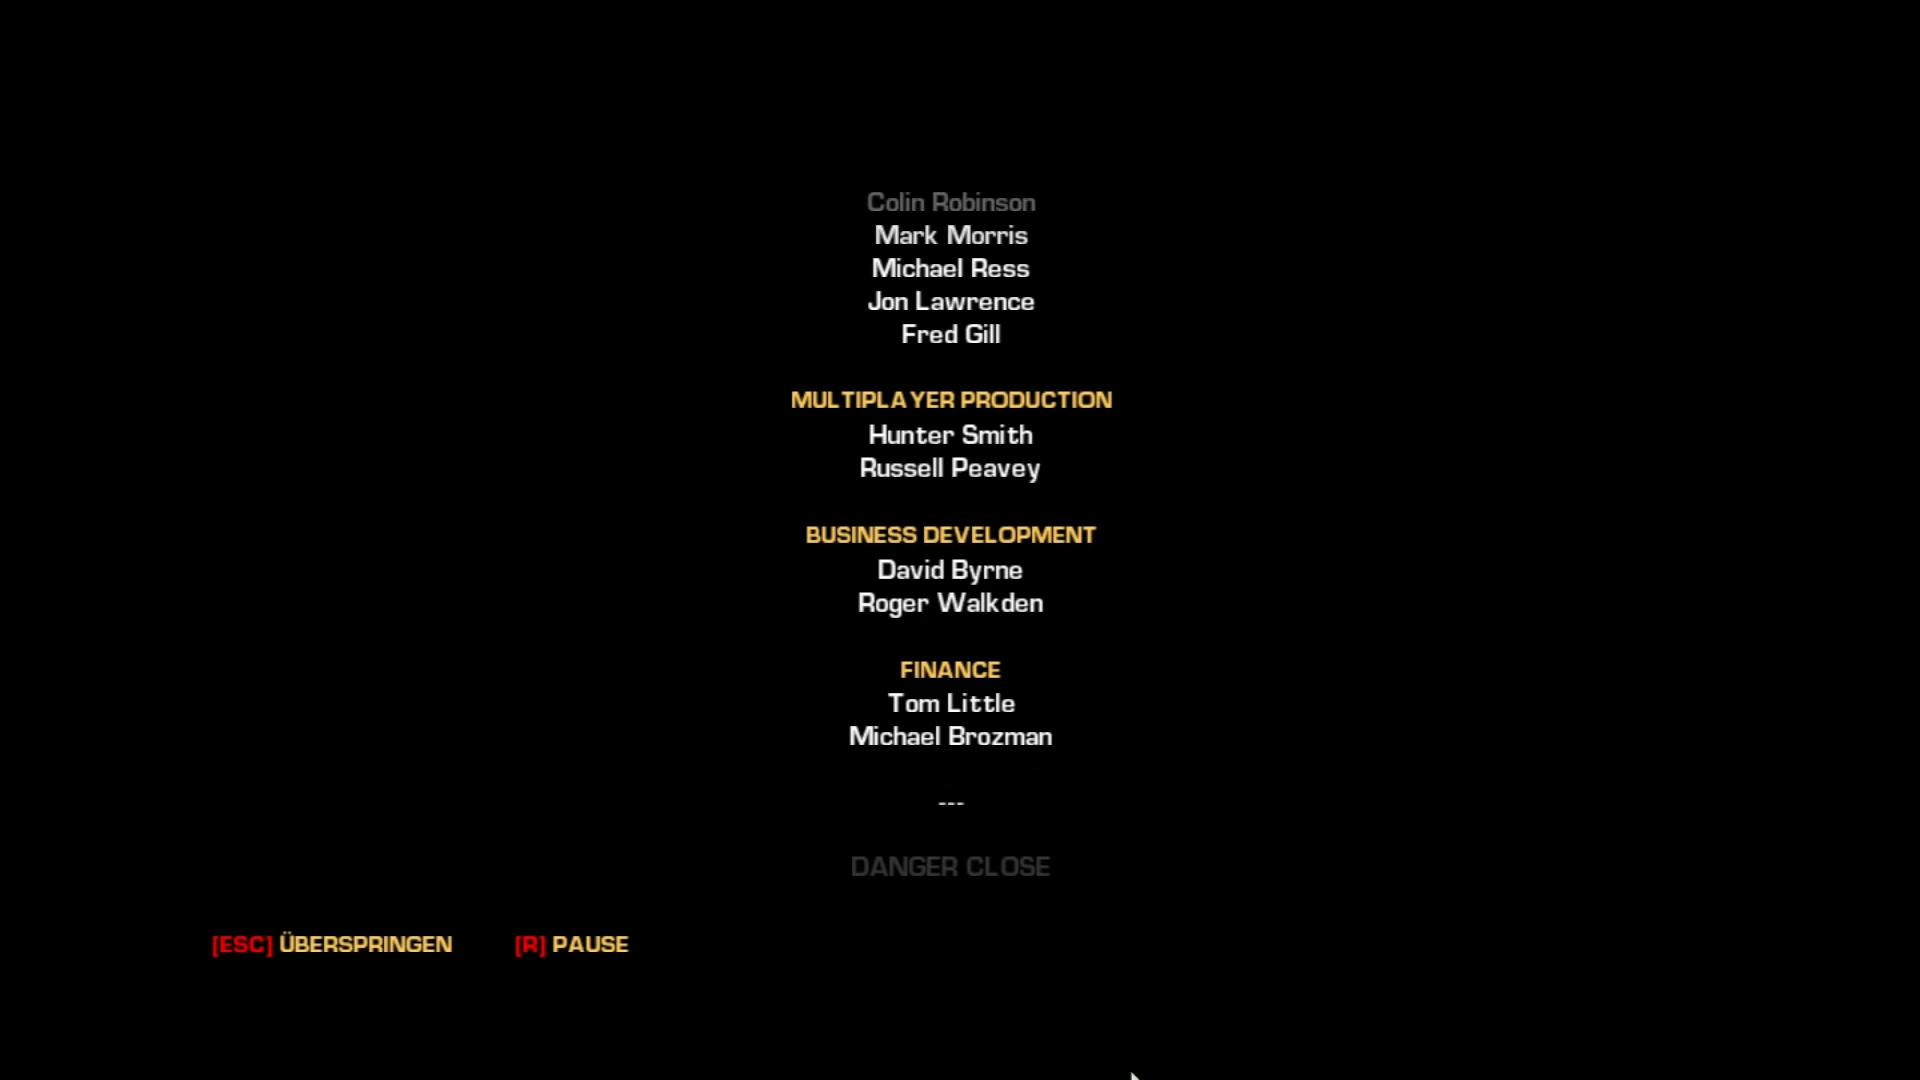 Colin Robinson
Mark Morris
Michael Ress
Jon Lawrence
Fred Gill
MULTIPLAYER PRODUCTION
Hunter Smith
Russell Peavey
BUSINESS DEVELOPMENT
David Byrne
Roger Walkden
FINANCE
Tom Little
Michael Brozman
---
DANGER CLOSE
[ESC] ÜBERSPRINGEN [R] PAUSE